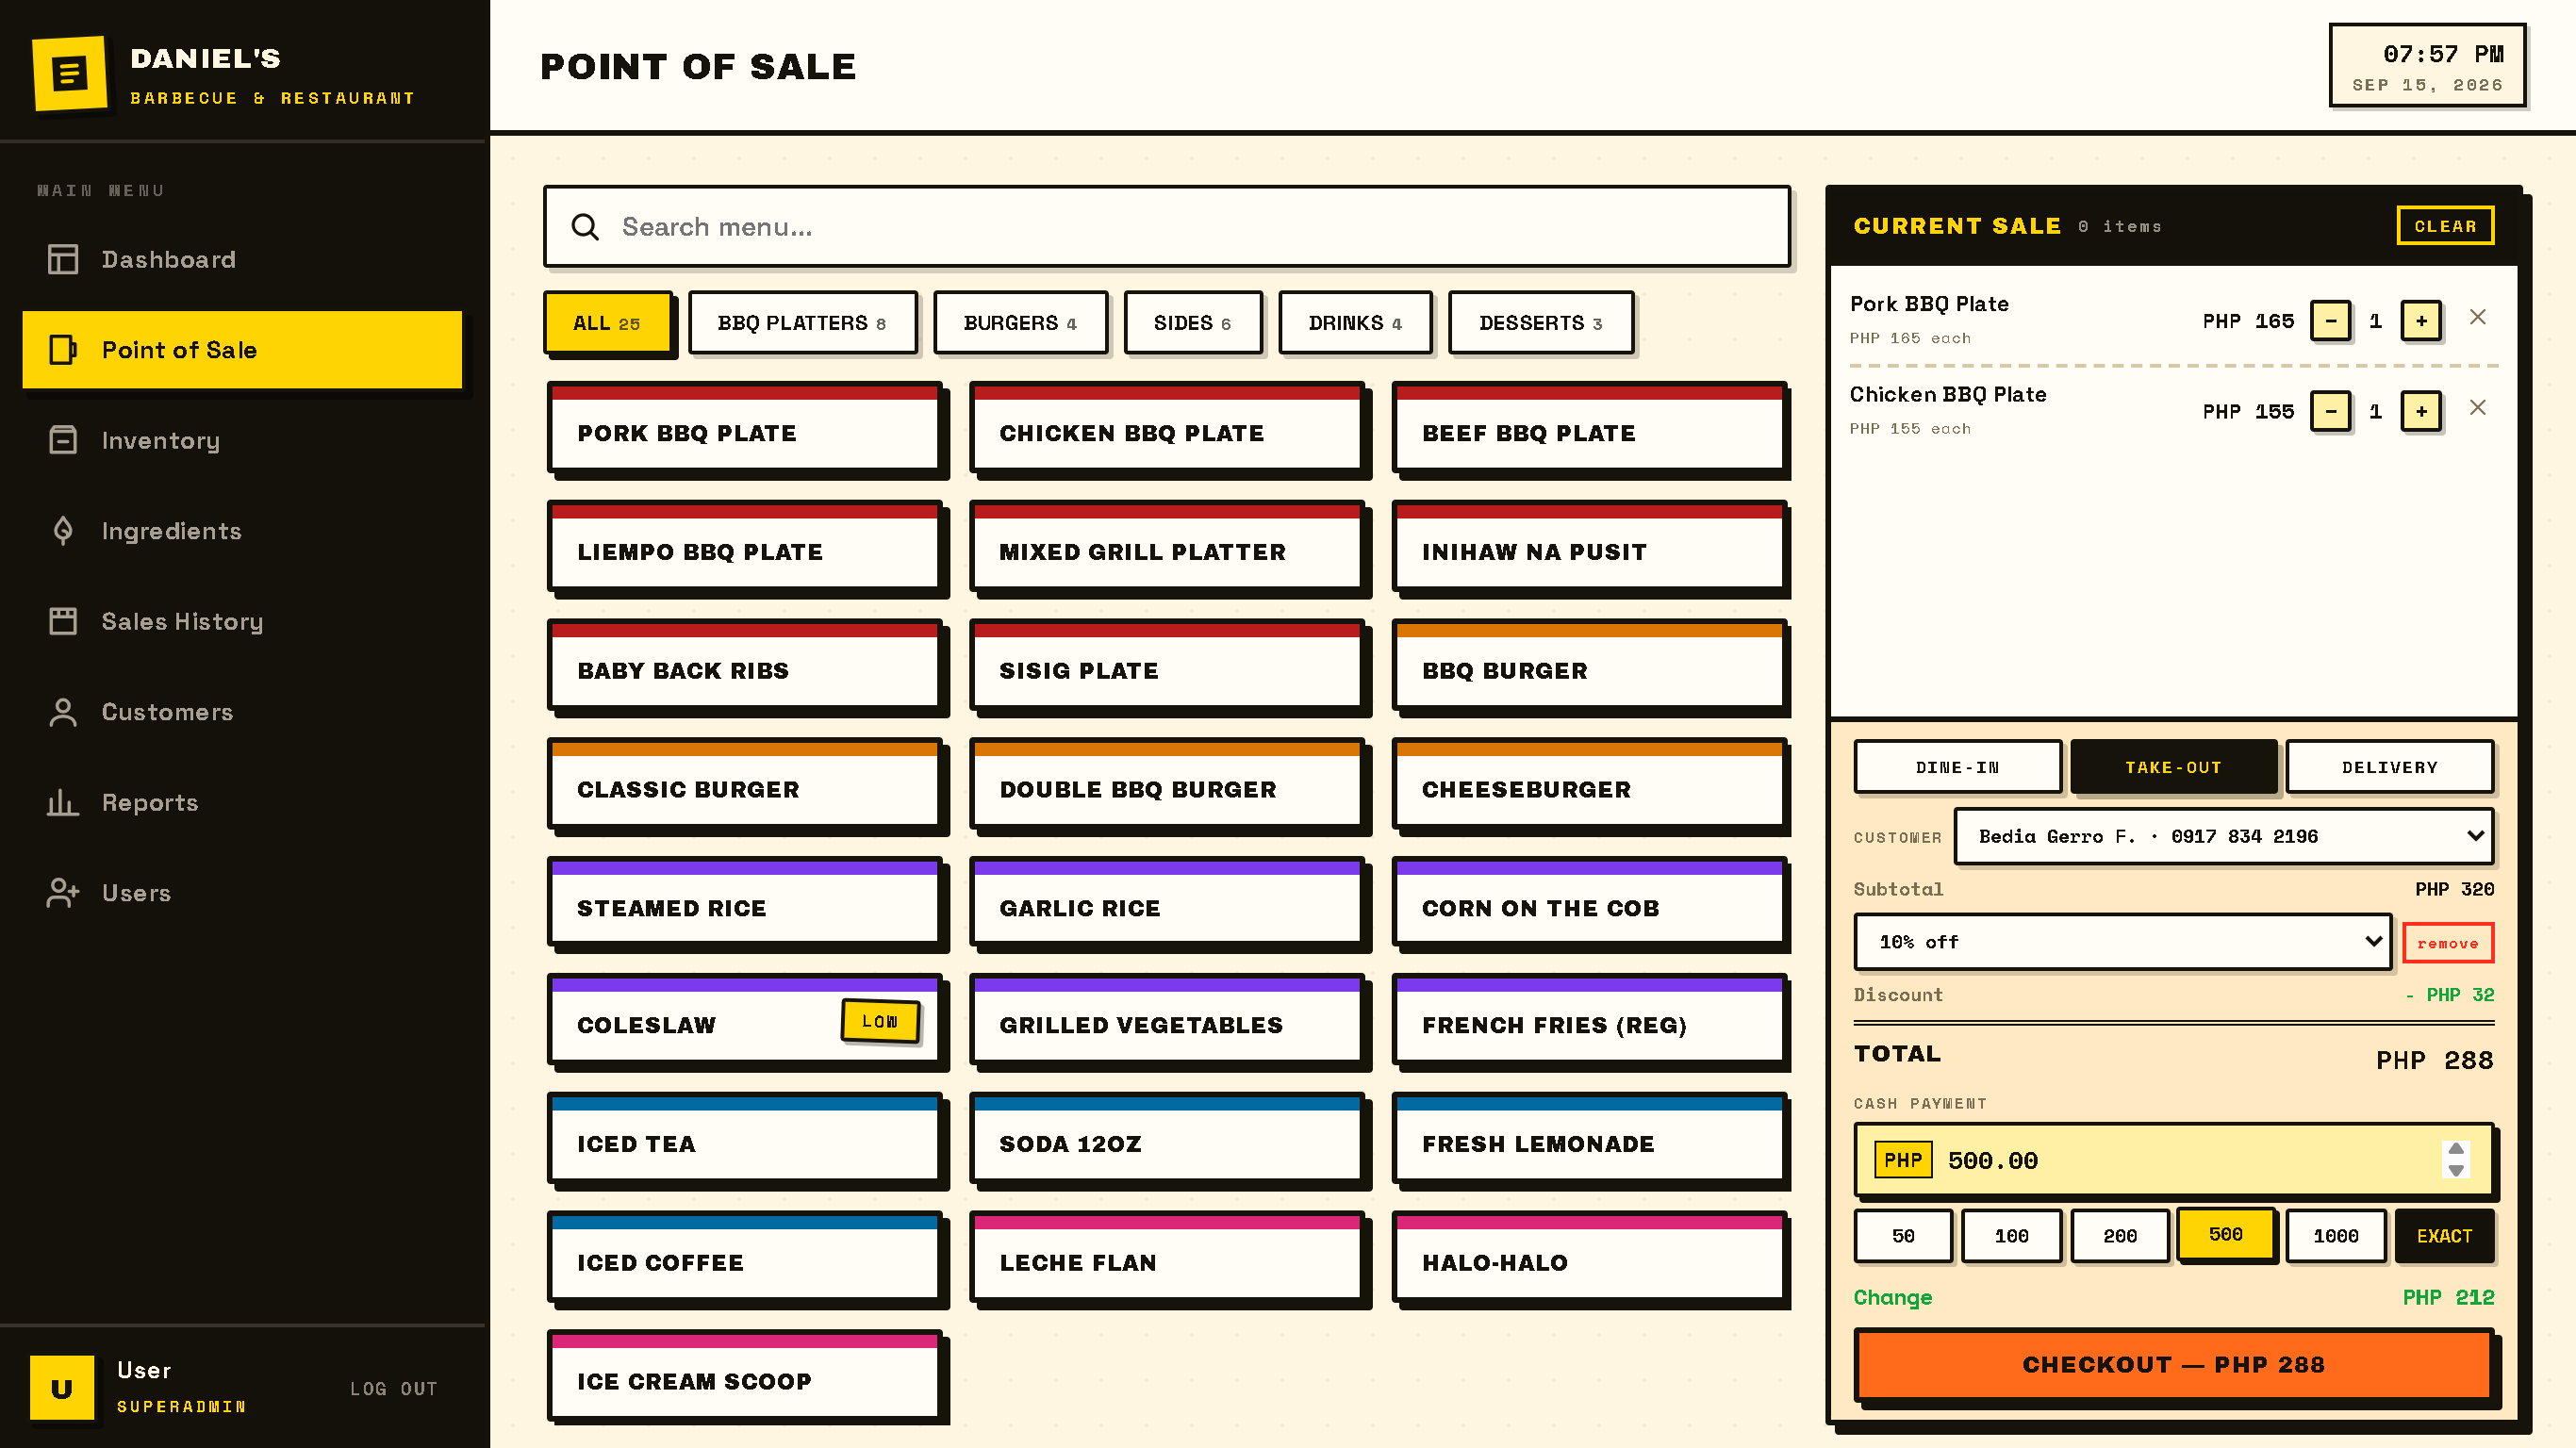 DANIEL'S
BARBECUE & RESTAURANT
MAIN MENU
Dashboard
Point of Sale
Inventory
Ingredients
Sales History
Customers
Reports
Users
U
User
SUPERADMIN
LOG OUT
POINT OF SALE
07:57 PM
SEP 15, 2026
Search menu...
ALL 25
BBQ PLATTERS 8
BURGERS 4
SIDES 6
DRINKS 4
DESSERTS 3
PORK BBQ PLATE
CHICKEN BBQ PLATE
BEEF BBQ PLATE
LIEMPO BBQ PLATE
MIXED GRILL PLATTER
INIHAW NA PUSIT
BABY BACK RIBS
SISIG PLATE
BBQ BURGER
CLASSIC BURGER
DOUBLE BBQ BURGER
CHEESEBURGER
STEAMED RICE
GARLIC RICE
CORN ON THE COB
COLESLAW
LOW
GRILLED VEGETABLES
FRENCH FRIES (REG)
ICED TEA
SODA 12OZ
FRESH LEMONADE
ICED COFFEE
LECHE FLAN
HALO-HALO
ICE CREAM SCOOP
CURRENT SALE 0 items
CLEAR
Pork BBQ Plate
PHP 165 each
PHP 165 − 1 + ×
Chicken BBQ Plate
PHP 155 each
PHP 155 − 1 + ×
DINE-IN
TAKE-OUT
DELIVERY
CUSTOMER Bedia Gerro F. · 0917 834 2196
Subtotal PHP 320
10% off
remove
Discount - PHP 32
TOTAL PHP 288
CASH PAYMENT
PHP 500.00
50
100
200
500
1000
EXACT
Change PHP 212
CHECKOUT — PHP 288